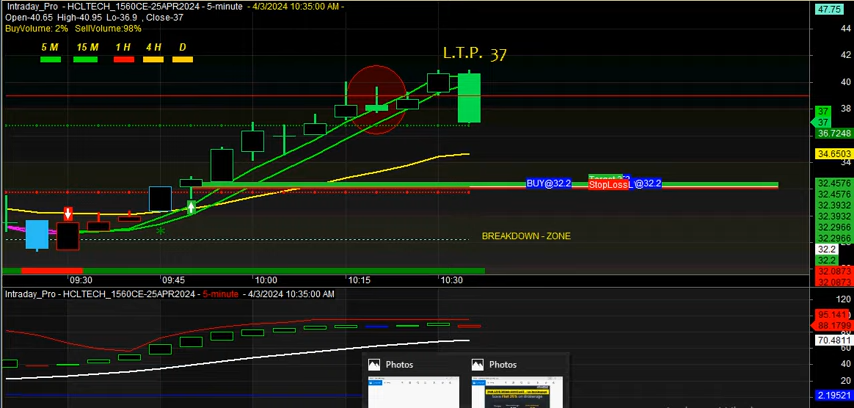 Intraday_Pro - HCLTECH_1560CE-25APR2024 - 5-minute - 4/3/2024 10:35:00 AM -
Open-40.65 High-40.95 Lo-36.9 , Close-37
BuyVolume: 2% SellVolume:98%
5 M 15 M 1 H 4 H D
L.T.P. 37
47.75
44
42
40
38
37
37
36.7248
34.6503
34
32.4576
32.4576
32.3932
32.3932
32.2966
32.2966
32.2
32.2
32.0873
32.0873
BUY@32.2
StopLoss
@32.2
BREAKDOWN - ZONE
09:30 09:45 10:00 10:15 10:30
Intraday_Pro - HCLTECH_1560CE-25APR2024 - 5-minute - 4/3/2024 10:35:00 AM
120
95.141
88.1799
70.4811
60
40
20
2.19521
Photos Photos